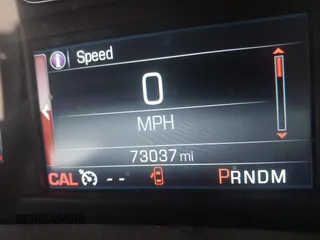 Speed
0
MPH
73037 mi
CAL -- PRNDM